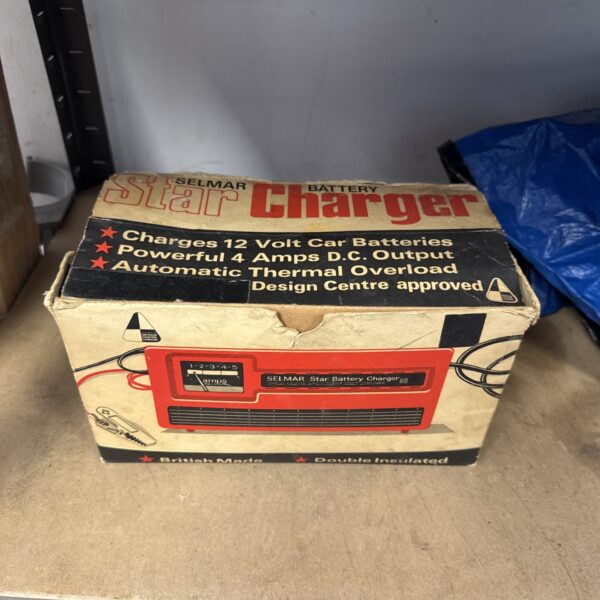 SELMAR BATTERY
Star Charger
★ Charges 12 Volt Car Batteries
★ Powerful 4 Amps D.C. Output
★ Automatic Thermal Overload
Design Centre approved
1-2-3-4-5
amps
SELMAR Star Battery Charger
★ British Made ★ Double Insulated